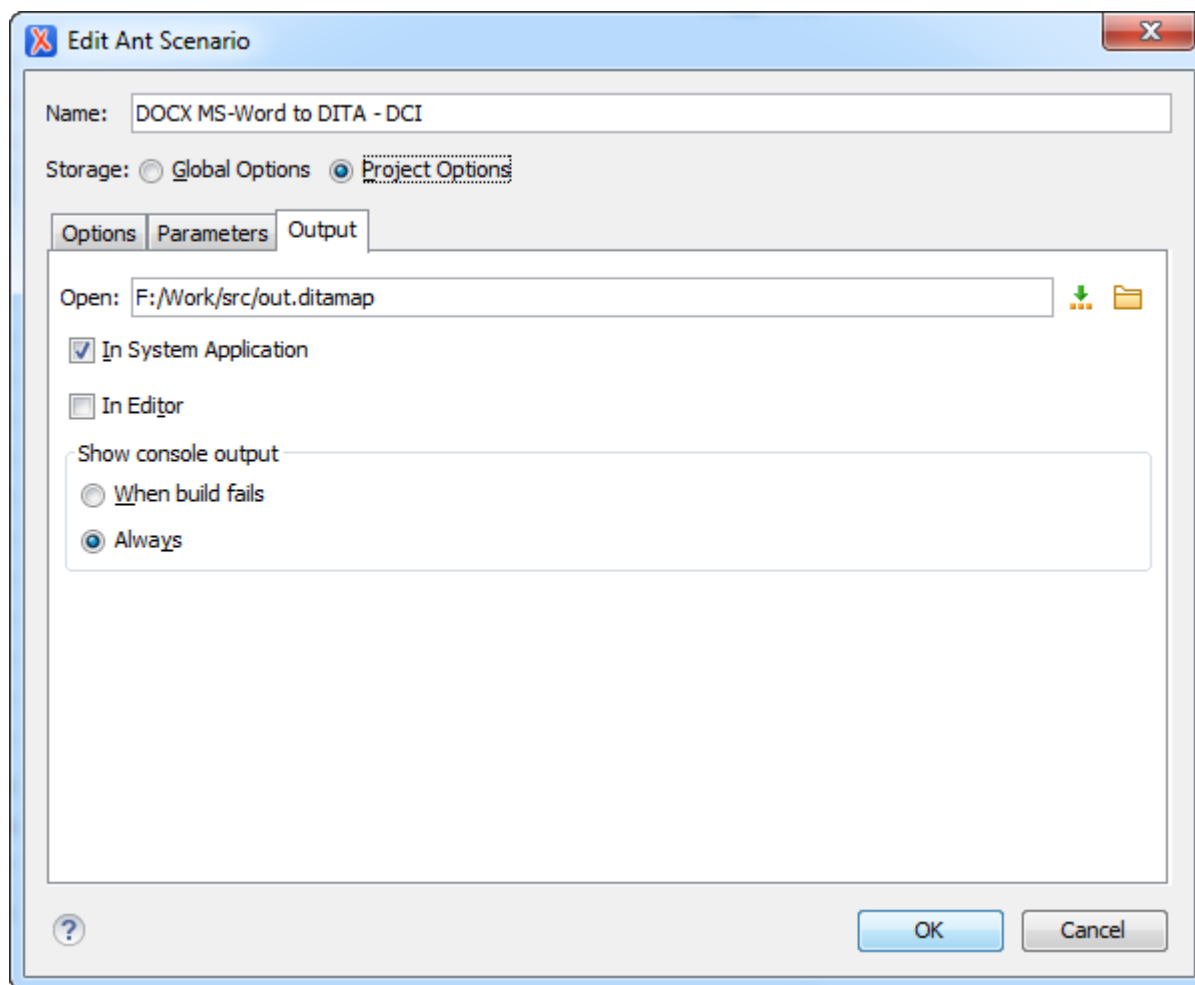 Edit Ant Scenario
Name: DOCX MS-Word to DITA - DCI
Storage: Global Options Project Options
Options Parameters Output
Open: F:/Work/src/out.ditamap
In System Application
In Editor
Show console output
When build fails
Always
? OK Cancel